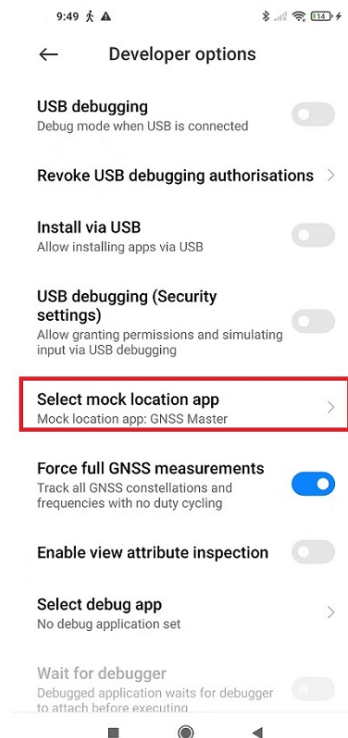 9:49
14
Developer options
USB debugging
Debug mode when USB is connected
Revoke USB debugging authorisations
Install via USB
Allow installing apps via USB
USB debugging (Security
settings)
Allow granting permissions and simulating
input via USB debugging
Select mock location app
Mock location app: GNSS Master
Force full GNSS measurements
Track all GNSS constellations and
frequencies with no duty cycling
Enable view attribute inspection
Select debug app
No debug application set
Wait for debugger
Debugged application waits for debugger
to attach before executing